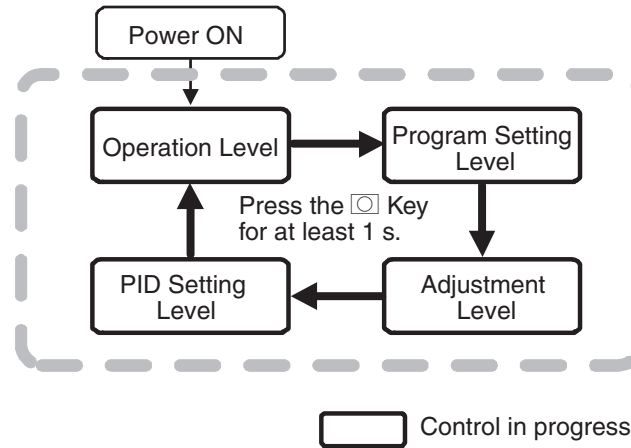 Power ON
Operation Level
Program Setting
Level
Press the Key
for at least 1 s.
PID Setting
Level
Adjustment
Level
Control in progress